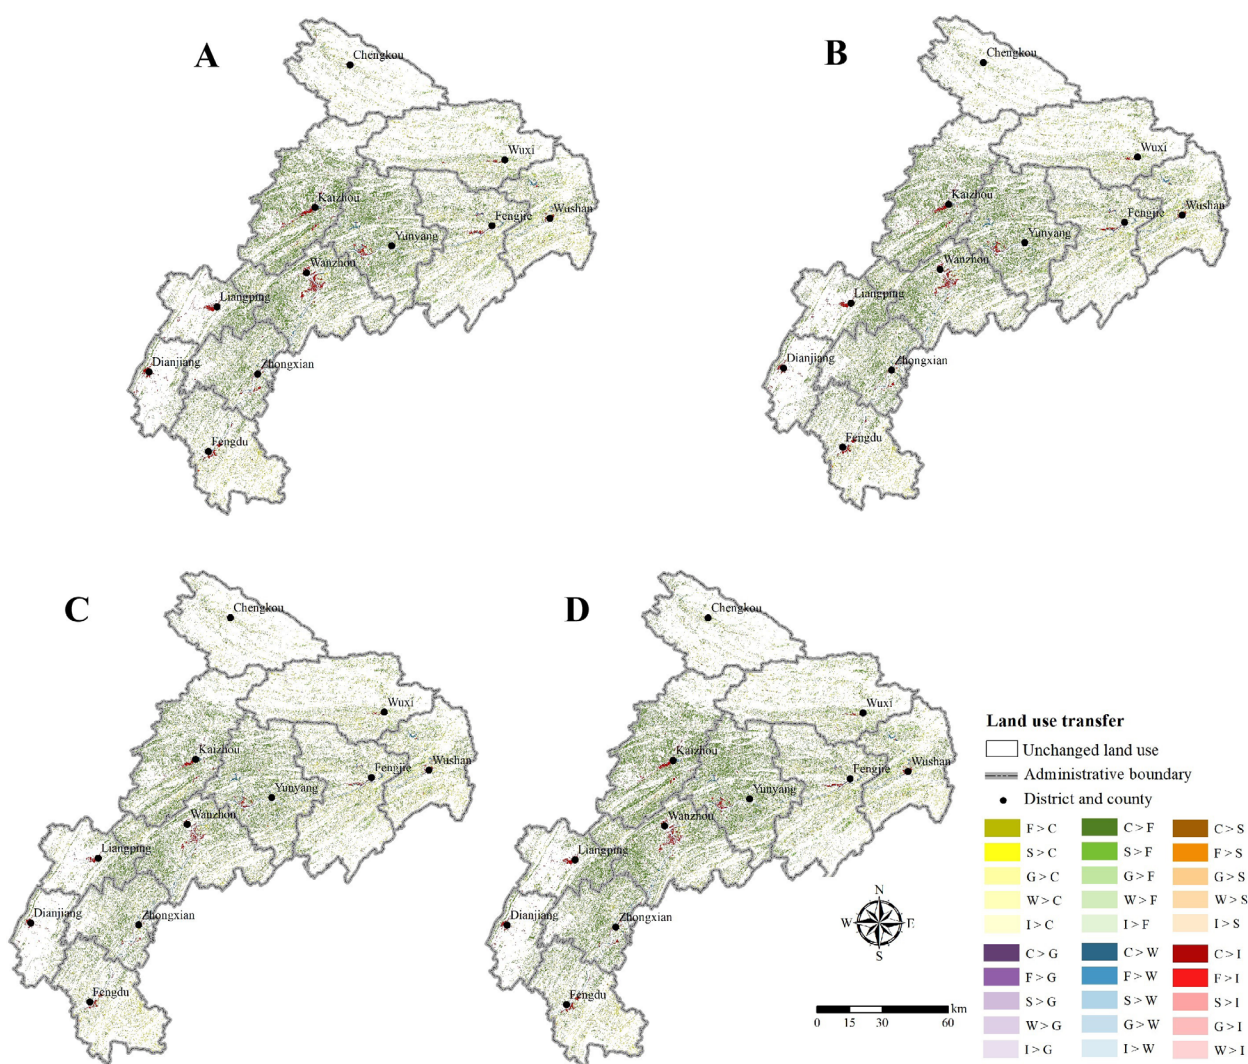 A
Chengkou
Wuxi
Kaizhou
Fengjie
Wushan
Yunyang
Wanzhou
Liangping
Dianjiang
Zhongxian
Fengdu
B
Chengkou
Wuxi
Kaizhou
Fengjie
Wushan
Yunyang
Wanzhou
Liangping
Dianjiang
Zhongxian
Fengdu
C
Chengkou
Wuxi
Kaizhou
Fengjie
Wushan
Yunyang
Wanzhou
Liangping
Dianjiang
Zhongxian
Fengdu
D
Chengkou
Wuxi
Kaizhou
Fengjie
Wushan
Yunyang
Wanzhou
Liangping
Dianjiang
Zhongxian
Fengdu
N
W E
S
km
0 15 30 60
Land use transfer
Unchanged land use
Administrative boundary
District and county
F > C C > F C > S
S > C S > F F > S
G > C G > F G > S
W > C W > F W > S
I > C I > F I > S
C > G C > W C > I
F > G F > W F > I
S > G S > W S > I
W > G G > W G > I
I > G I > W W > I